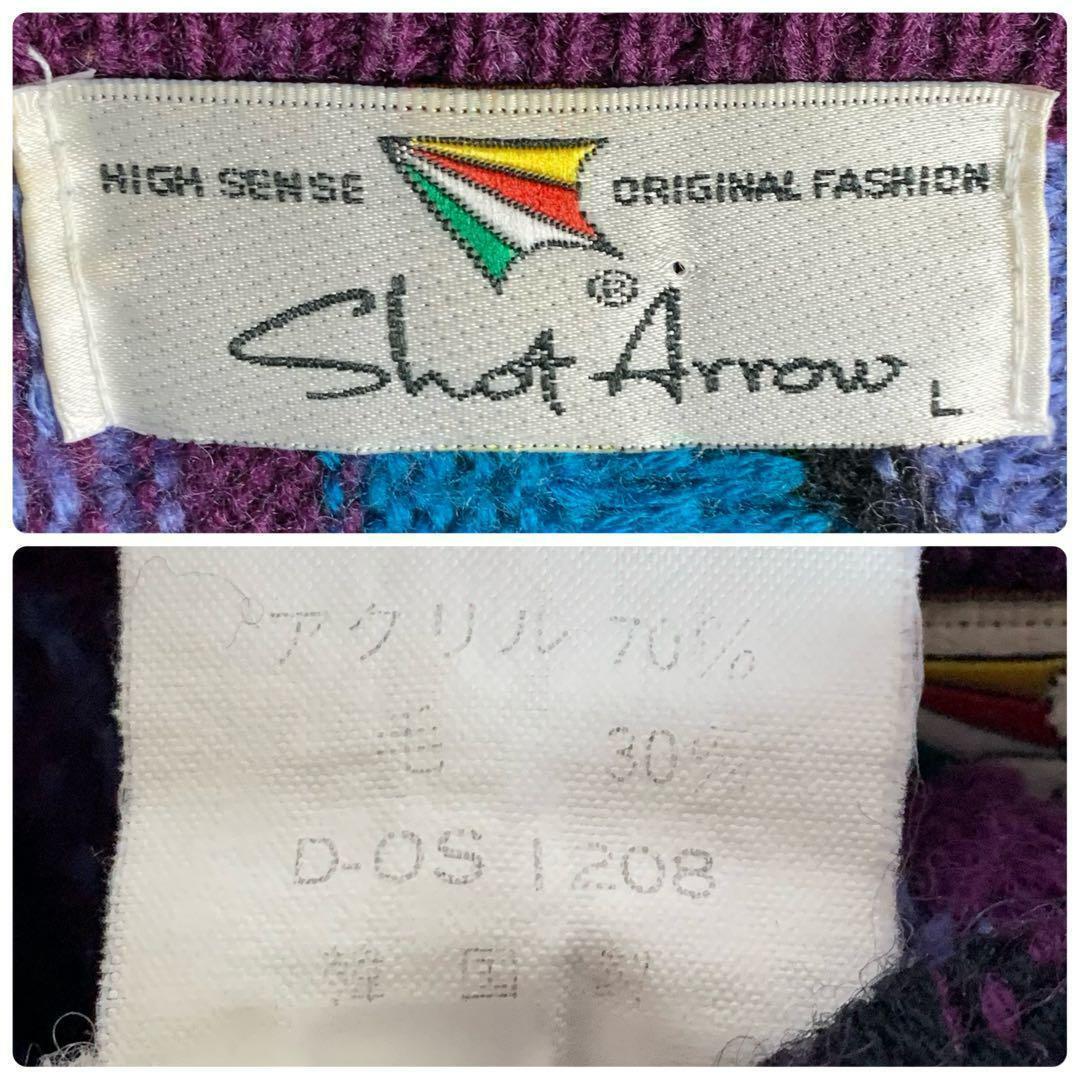 HIGH SENSE ORIGINAL FASHION
Shot Arrow ®
L
アクリル 70%
毛 30%
D-OS 1208
韓国製